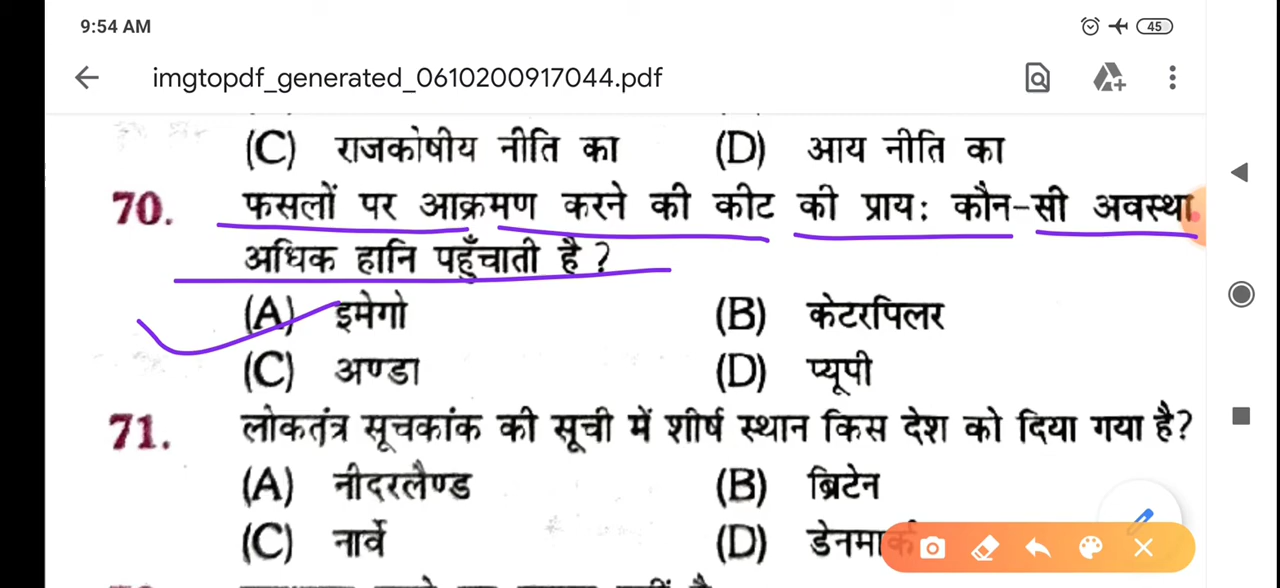 9:54 AM
45
imgtopdf_generated_0610200917044.pdf
(C) राजकोषीय नीति का (D) आय नीति का
70. फसलों पर आक्रमण करने की कीट की प्रायः कौन-सी अवस्था
अधिक हानि पहुँचाती है ?
(A) इमेगो (B) केटरपिलर
(C) अण्डा (D) प्यूपी
71. लोकतंत्र सूचकांक की सूची में शीर्ष स्थान किस देश को दिया गया है?
(A) नीदरलैण्ड (B) ब्रिटेन
(C) नार्वे (D) डेनमार्क